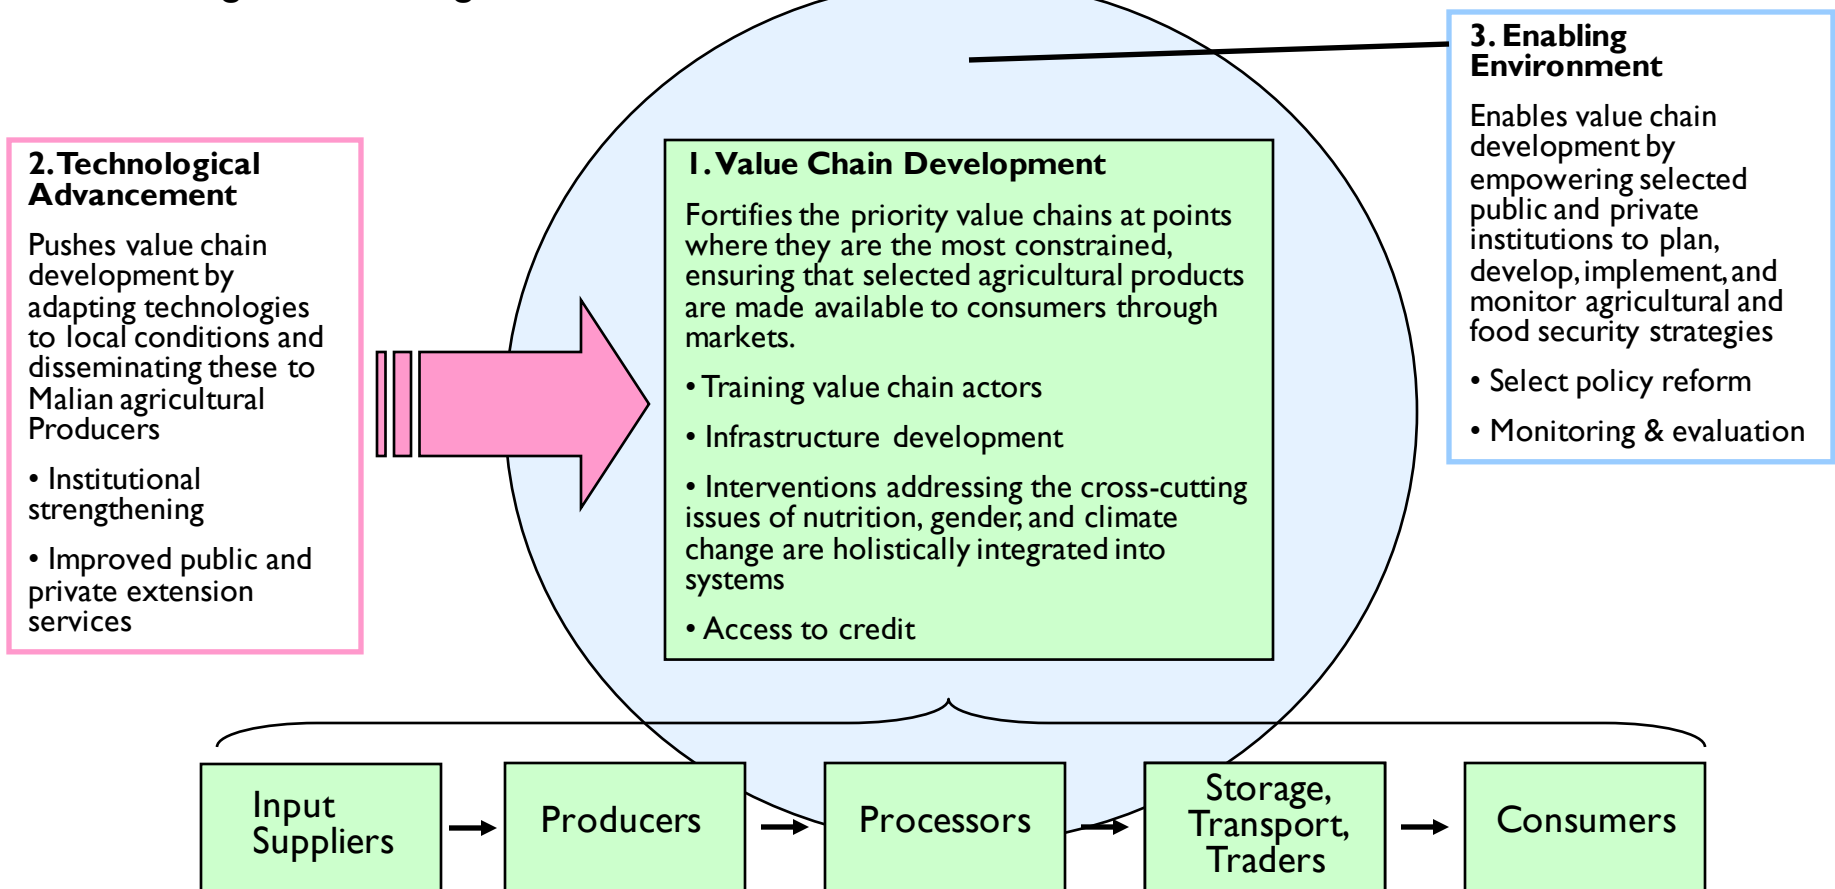 2. Technological
Advancement
Pushes value chain
development by
adapting technologies
to local conditions and
disseminating these to
Malian agricultural
Producers
• Institutional
strengthening
• Improved public and
private extension
services
1. Value Chain Development
Fortifies the priority value chains at points
where they are the most constrained,
ensuring that selected agricultural products
are made available to consumers through
markets.
• Training value chain actors
• Infrastructure development
• Interventions addressing the cross-cutting
issues of nutrition, gender, and climate
change are holistically integrated into
systems
• Access to credit
3. Enabling
Environment
Enables value chain
development by
empowering selected
public and private
institutions to plan,
develop, implement, and
monitor agricultural and
food security strategies
• Select policy reform
• Monitoring & evaluation
Input
Suppliers
Producers
Processors
Storage,
Transport,
Traders
Consumers